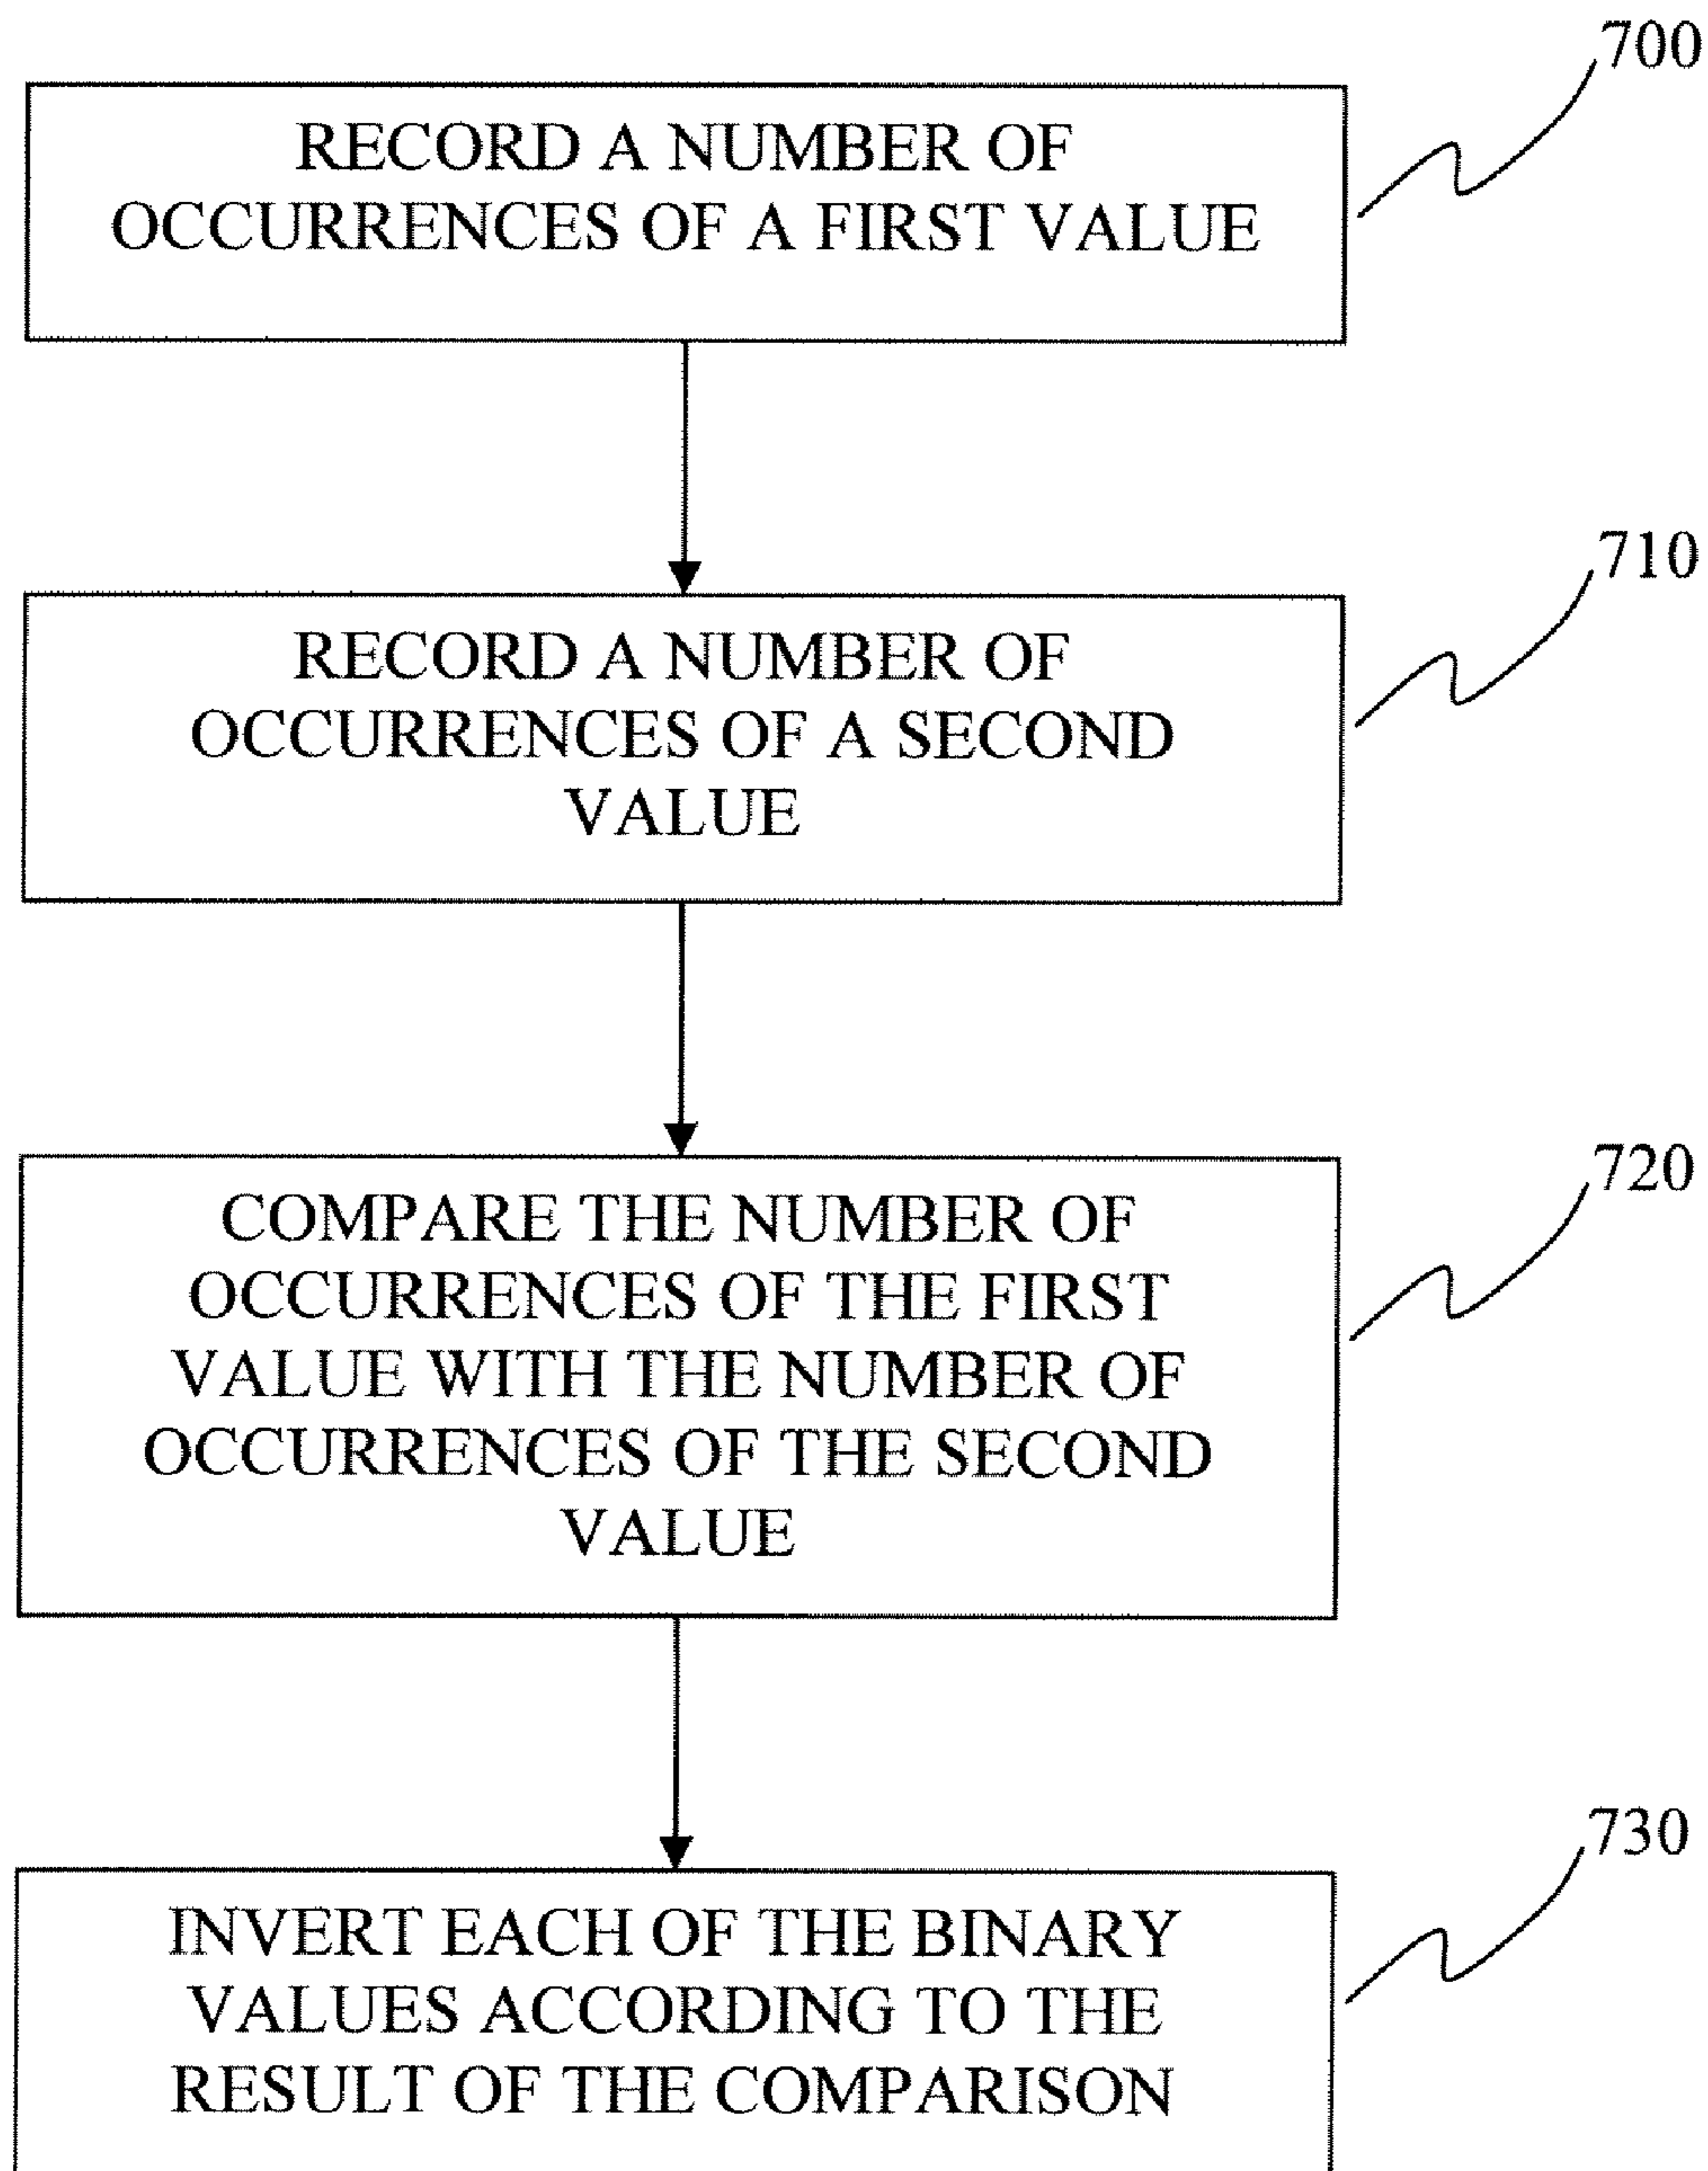 700
RECORD A NUMBER OF
OCCURRENCES OF A FIRST VALUE
710
RECORD A NUMBER OF
OCCURRENCES OF A SECOND
VALUE
720
COMPARE THE NUMBER OF
OCCURRENCES OF THE FIRST
VALUE WITH THE NUMBER OF
OCCURRENCES OF THE SECOND
VALUE
730
INVERT EACH OF THE BINARY
VALUES ACCORDING TO THE
RESULT OF THE COMPARISON